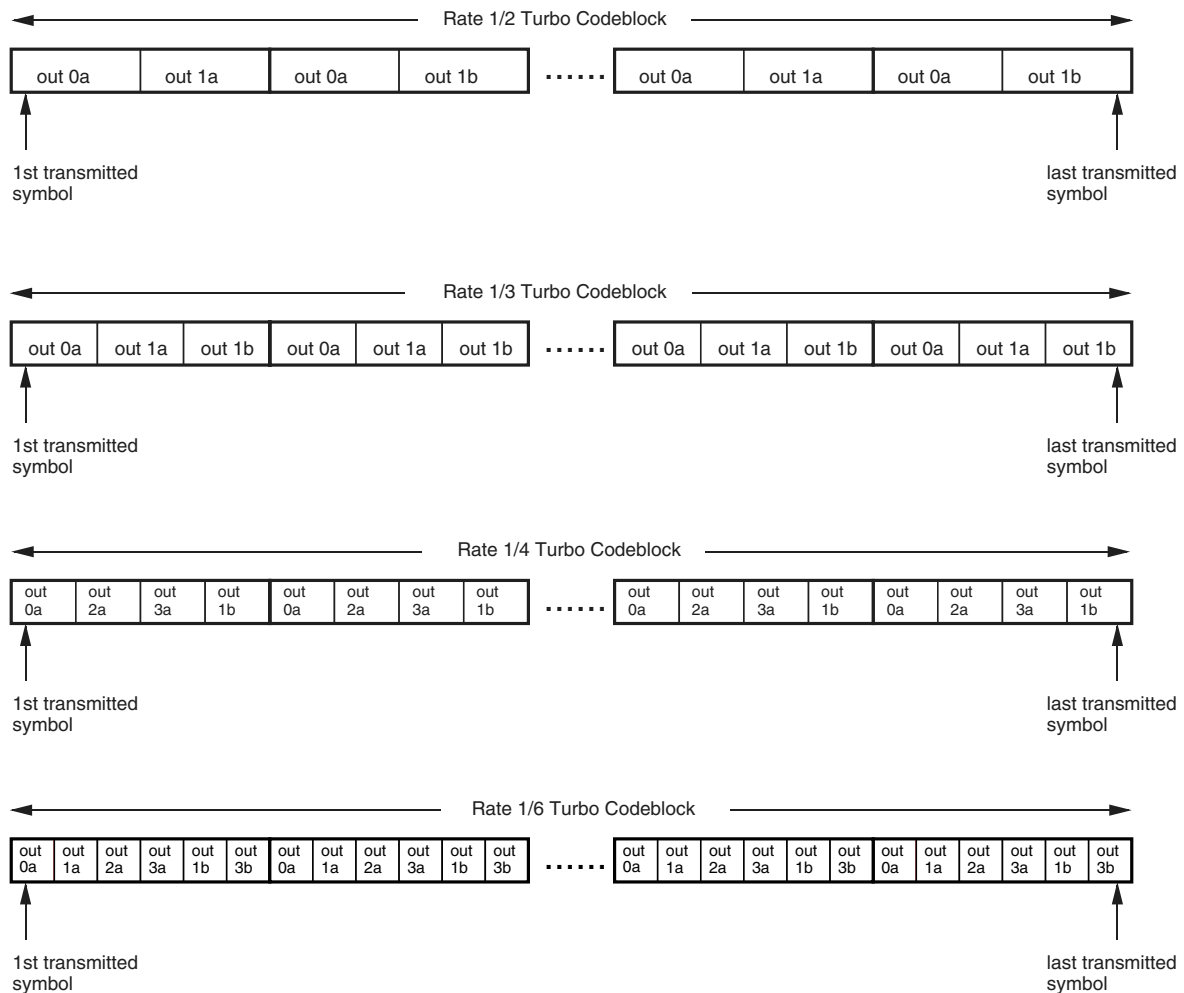 Rate 1/2 Turbo Codeblock
out 0a out 1a out 0a out 1b ...... out 0a out 1a out 0a out 1b
1st transmitted
symbol
last transmitted
symbol
Rate 1/3 Turbo Codeblock
out 0a out 1a out 1b out 0a out 1a out 1b ...... out 0a out 1a out 1b out 0a out 1a out 1b
1st transmitted
symbol
last transmitted
symbol
Rate 1/4 Turbo Codeblock
out out out out out out out out out out out out out out out out
0a 2a 3a 1b 0a 2a 3a 1b ...... 0a 2a 3a 1b 0a 2a 3a 1b
1st transmitted
symbol
last transmitted
symbol
Rate 1/6 Turbo Codeblock
out out out out out out out out out out out out out out out out out out out out out out out out
0a 1a 2a 3a 1b 3b 0a 1a 2a 3a 1b 3b ...... 0a 1a 2a 3a 1b 3b 0a 1a 2a 3a 1b 3b
1st transmitted
symbol
last transmitted
symbol